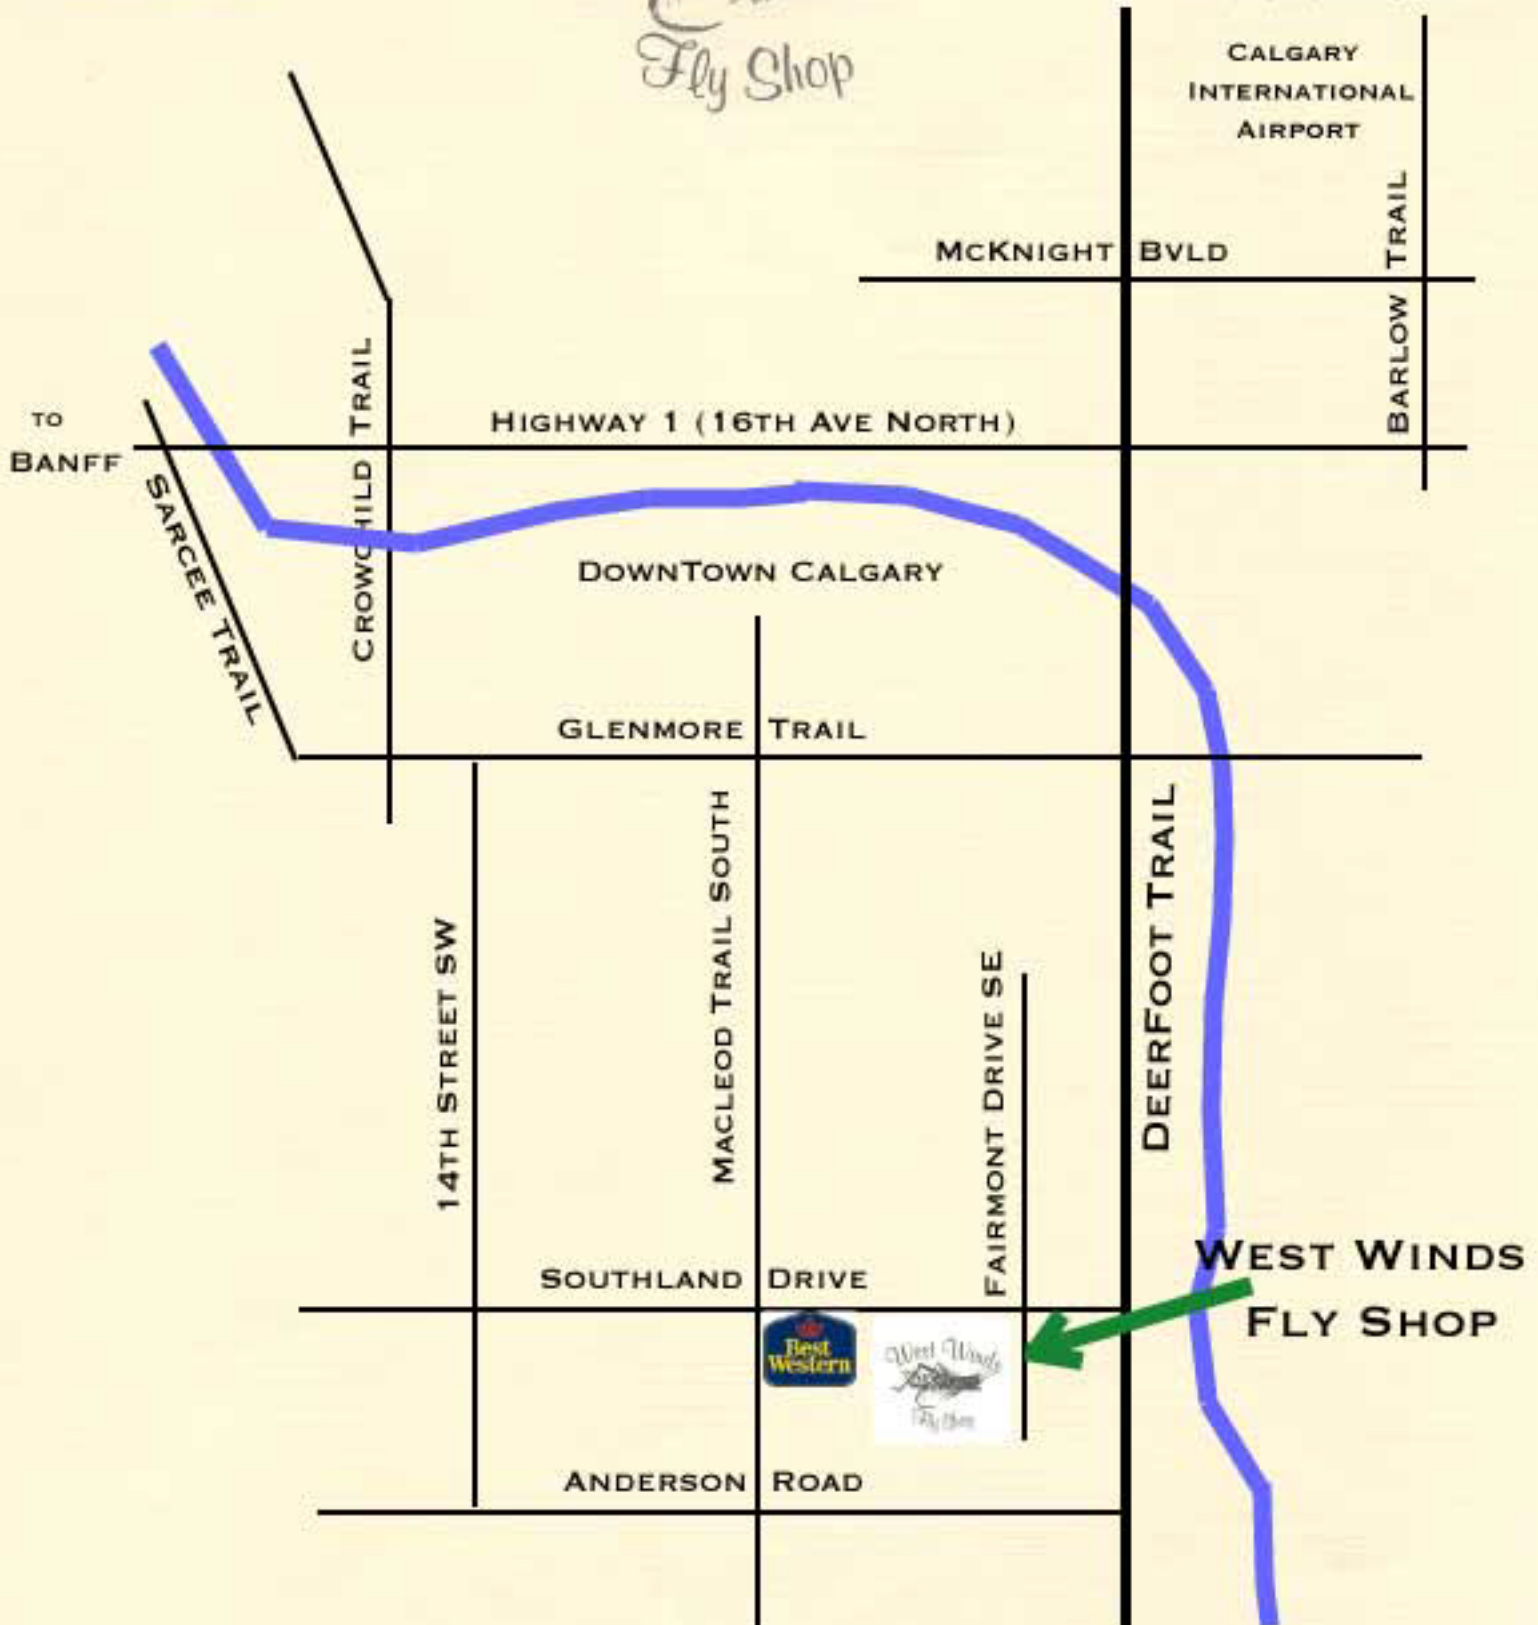 Fly Shop
CALGARY
INTERNATIONAL
AIRPORT
MCKNIGHT BVLD
BARLOW TRAIL
CROWCHILD TRAIL
TO
BANFF
HIGHWAY 1 (16TH AVE NORTH)
SARCEE TRAIL
DOWNTOWN CALGARY
GLENMORE TRAIL
14TH STREET SW
MACLEOD TRAIL SOUTH
FAIRMONT DRIVE SE
DEERFOOT TRAIL
WEST WINDS
FLY SHOP
SOUTHLAND DRIVE
Best
Western
West Winds
Fly Shop
ANDERSON ROAD